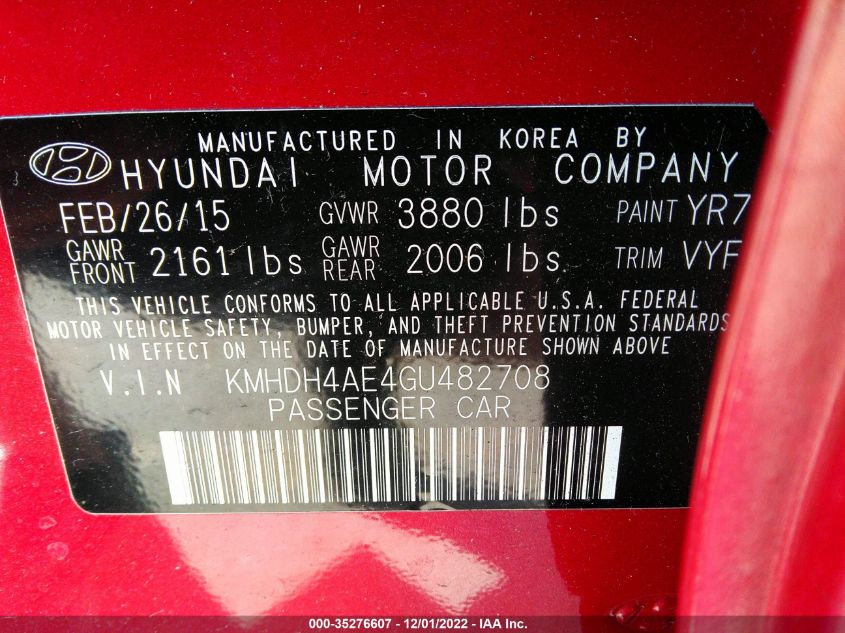 MANUFACTURED IN KOREA BY
HYUNDAI MOTOR COMPANY
FEB/26/15 GVWR 3880 lbs PAINT YR7
GAWR FRONT 2161 lbs GAWR REAR 2006 lbs TRIM VYF
THIS VEHICLE CONFORMS TO ALL APPLICABLE U.S.A. FEDERAL
MOTOR VEHICLE SAFETY, BUMPER, AND THEFT PREVENTION STANDARDS
IN EFFECT ON THE DATE OF MANUFACTURE SHOWN ABOVE
V.I.N KMHDH4AE4GU482708
PASSENGER CAR
000-35276607 - 12/01/2022 - IAA Inc.